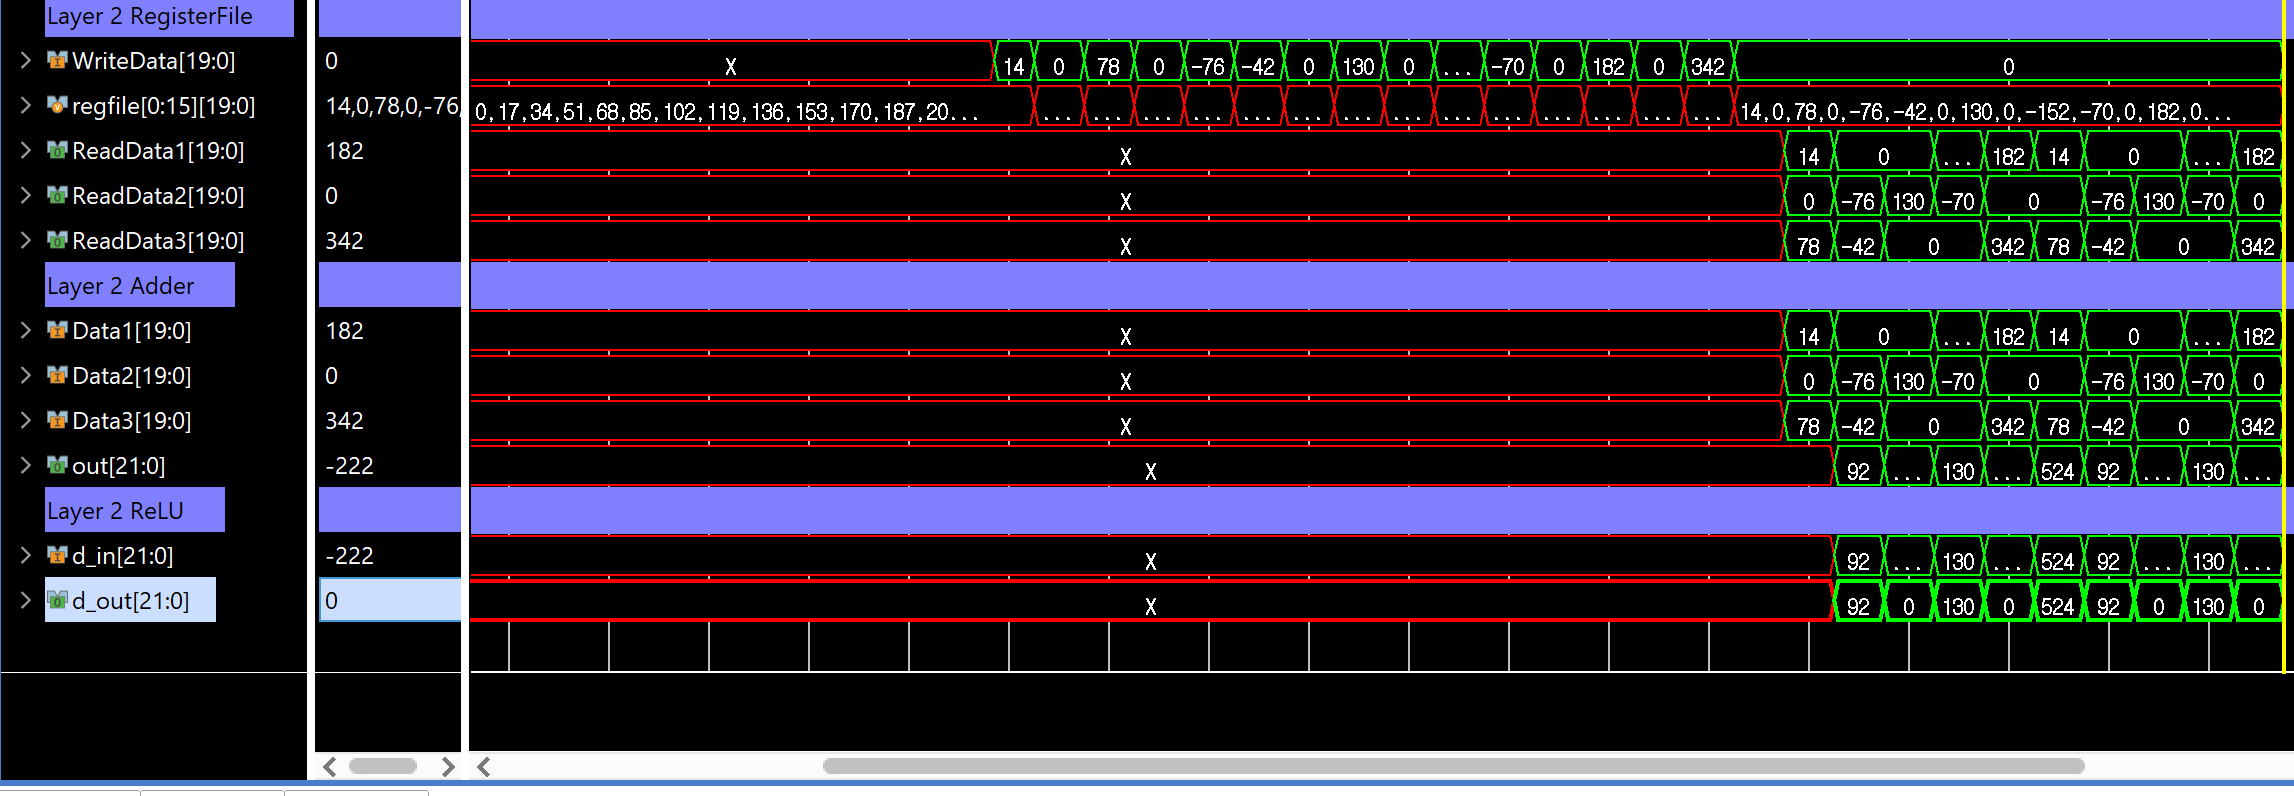 Layer 2 RegisterFile
WriteData[19:0] 0 X 14 0 78 0 -76 -42 0 130 0 ... -70 0 182 0 342 0
regfile[0:15][19:0] 14,0,78,0,-76, 0,17,34,51,68,85,102,119,136,153,170,187,20... ... ... ... ... ... ... ... ... ... ... ... ... ... ... 14,0,78,0,-76,-42,0,130,0,-152,-70,0,182,0...
ReadData1[19:0] 182 X 14 0 ... 182 14 0 ... 182
ReadData2[19:0] 0 X 0 -76 130 -70 0 -76 130 -70 0
ReadData3[19:0] 342 X 78 -42 0 342 78 -42 0 342
Layer 2 Adder
Data1[19:0] 182 X 14 0 ... 182 14 0 ... 182
Data2[19:0] 0 X 0 -76 130 -70 0 -76 130 -70 0
Data3[19:0] 342 X 78 -42 0 342 78 -42 0 342
out[21:0] -222 X 92 ... 130 ... 524 92 ... 130 ...
Layer 2 ReLU
d_in[21:0] -222 X 92 ... 130 ... 524 92 ... 130 ...
d_out[21:0] 0 X 92 0 130 0 524 92 0 130 0